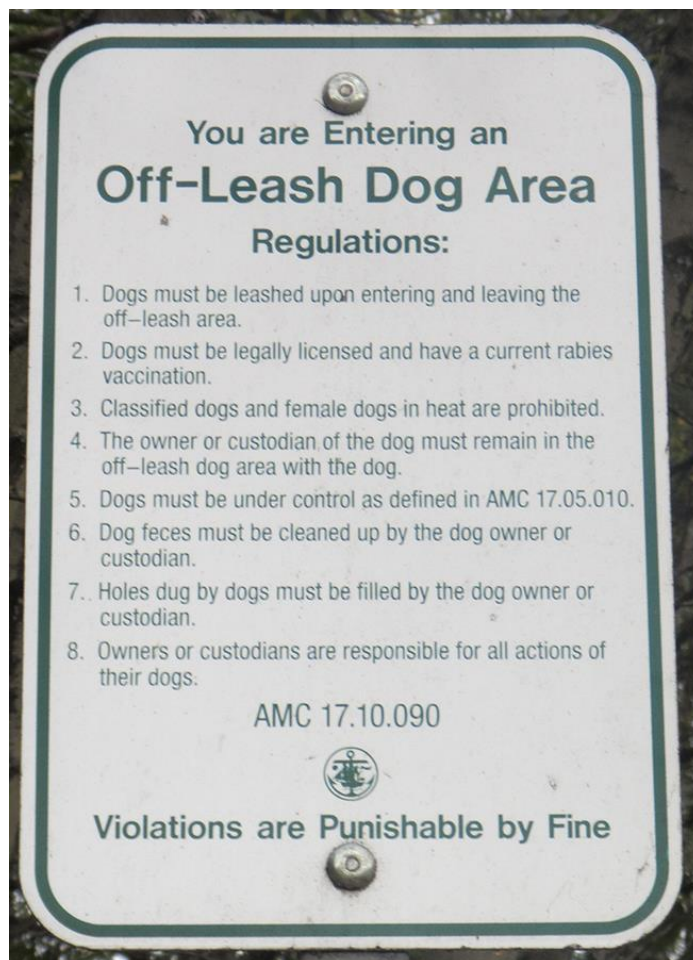 You are Entering an
Off-Leash Dog Area
Regulations:
1. Dogs must be leashed upon entering and leaving the
off-leash area.
2. Dogs must be legally licensed and have a current rabies
vaccination.
3. Classified dogs and female dogs in heat are prohibited.
4. The owner or custodian of the dog must remain in the
off-leash dog area with the dog.
5. Dogs must be under control as defined in AMC 17.05.010.
6. Dog feces must be cleaned up by the dog owner or
custodian.
7. Holes dug by dogs must be filled by the dog owner or
custodian.
8. Owners or custodians are responsible for all actions of
their dogs.
AMC 17.10.090
Violations are Punishable by Fine